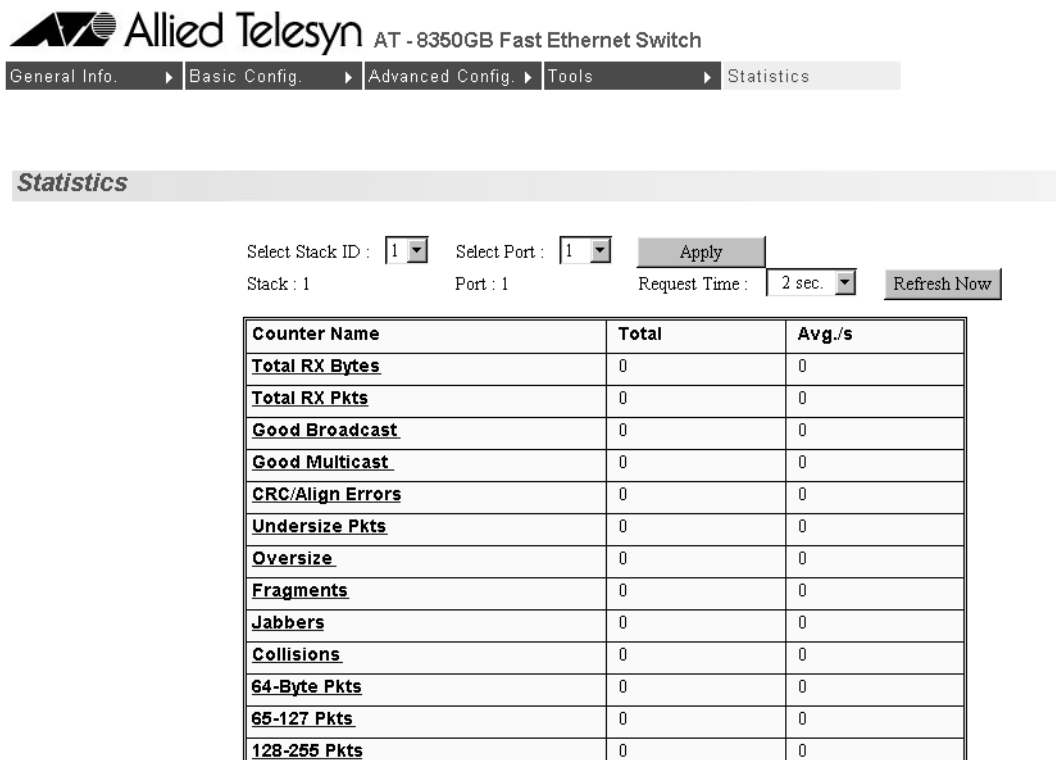 Allied Telesyn AT - 8350GB Fast Ethernet Switch
General Info. Basic Config. Advanced Config. Tools Statistics
Statistics
Select Stack ID : 1 Select Port : 1 Apply
Stack : 1 Port : 1 Request Time : 2 sec. Refresh Now
Counter Name Total Avg./s
Total RX Bytes 0 0
Total RX Pkts 0 0
Good Broadcast 0 0
Good Multicast 0 0
CRC/Align Errors 0 0
Undersize Pkts 0 0
Oversize 0 0
Fragments 0 0
Jabbers 0 0
Collisions 0 0
64-Byte Pkts 0 0
65-127 Pkts 0 0
128-255 Pkts 0 0